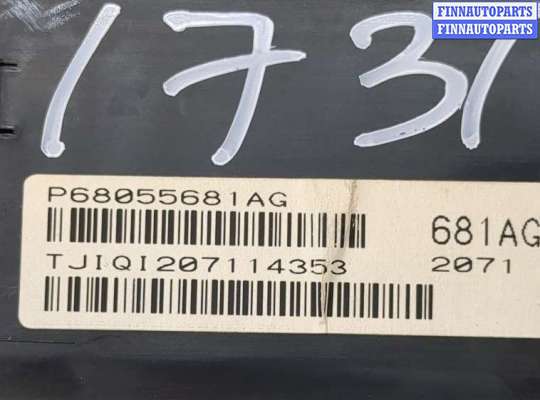 FINNAUTOPARTS
FINNAUTOPARTS
1731
P68055681AG
681AG
TJIQI207114353
2071